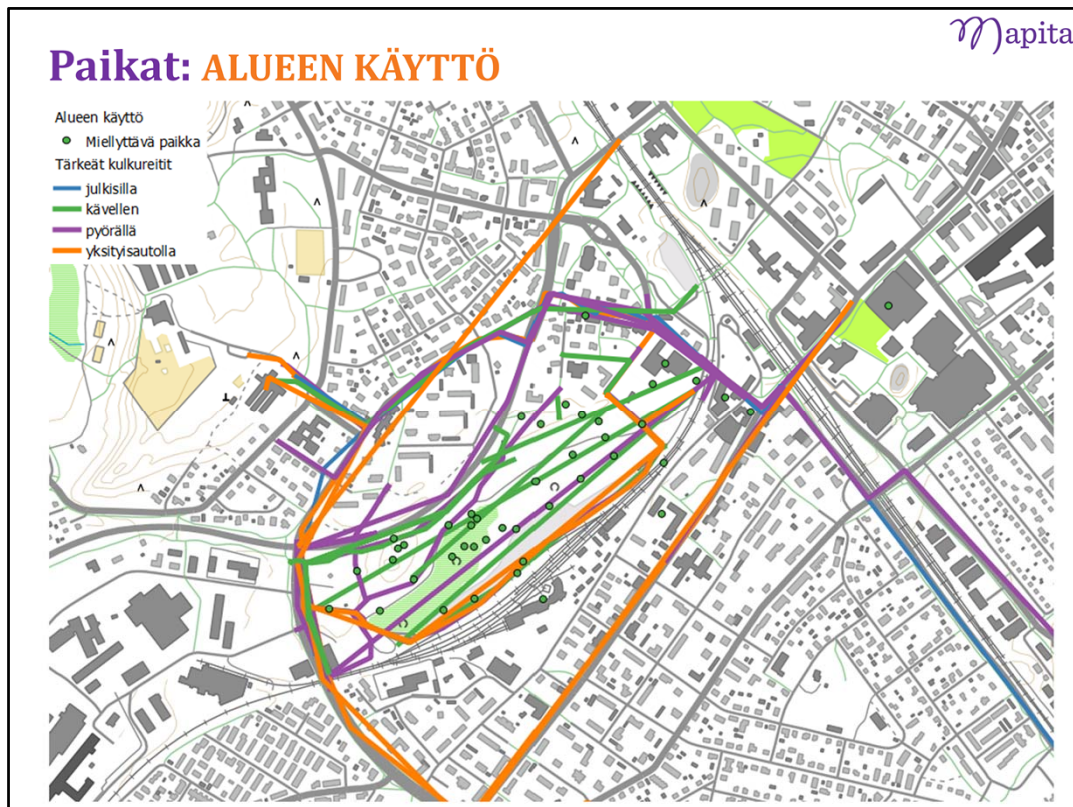 Mapita
Paikat: ALUEEN KÄYTTÖ
Alueen käyttö
Miellyttävä paikka
Tärkeät kulkureitit
julkisilla
kävellen
pyörällä
yksityisautolla